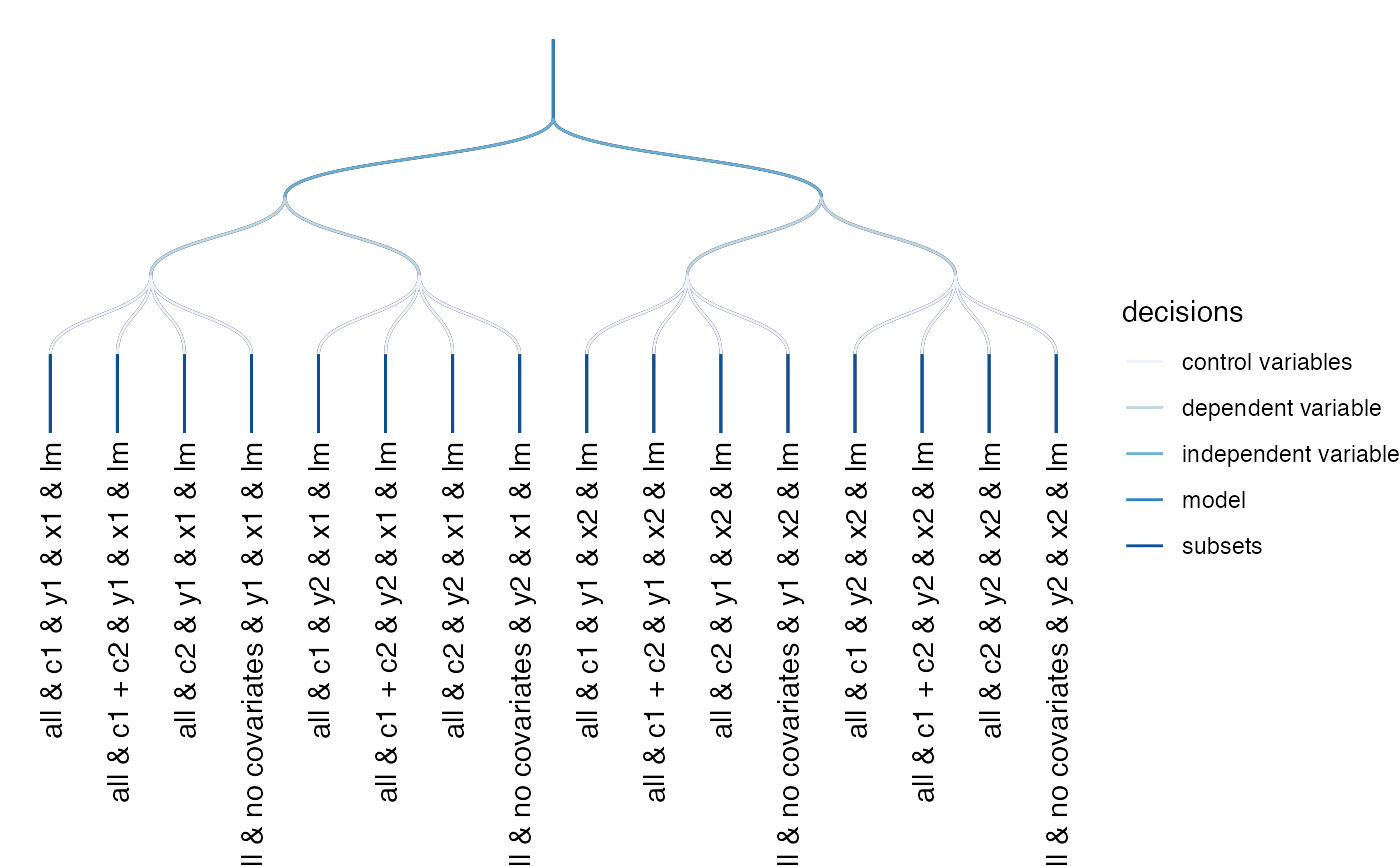 decisions
control variables
dependent variable
independent variable
model
subsets
all & c1 & y1 & x1 & lm
all & c1 + c2 & y1 & x1 & lm
all & c2 & y1 & x1 & lm
ll & no covariates & y1 & x1 & lm
all & c1 & y2 & x1 & lm
all & c1 + c2 & y2 & x1 & lm
all & c2 & y2 & x1 & lm
ll & no covariates & y2 & x1 & lm
all & c1 & y1 & x2 & lm
all & c1 + c2 & y1 & x2 & lm
all & c2 & y1 & x2 & lm
ll & no covariates & y1 & x2 & lm
all & c1 & y2 & x2 & lm
all & c1 + c2 & y2 & x2 & lm
all & c2 & y2 & x2 & lm
ll & no covariates & y2 & x2 & lm